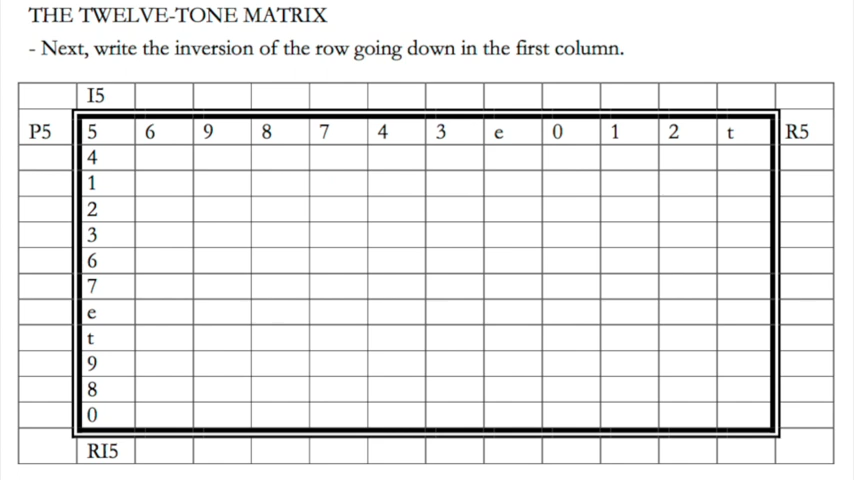 THE TWELVE-TONE MATRIX
- Next, write the inversion of the row going down in the first column.
I5
P5 5 6 9 8 7 4 3 e 0 1 2 t R5
4
1
2
3
6
7
e
t
9
8
0
RI5